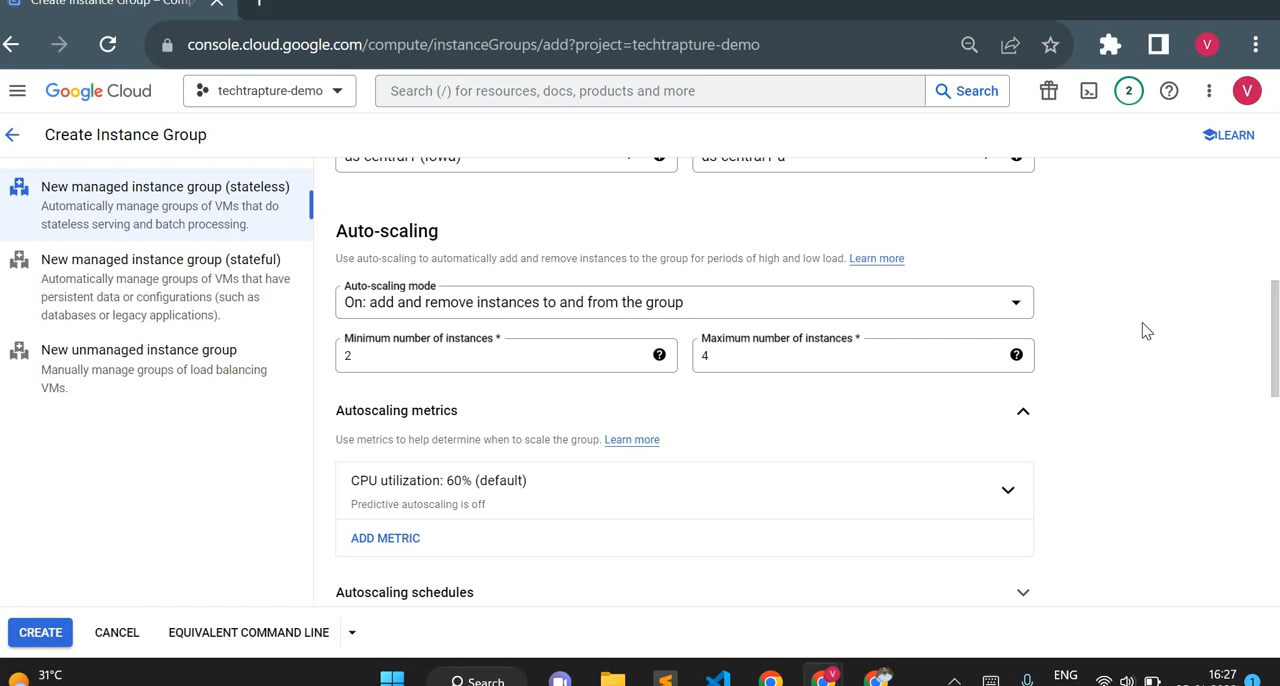 Create Instance Group – Comp
console.cloud.google.com/compute/instanceGroups/add?project=techtrapture-demo
V
Google Cloud
techtrapture-demo
Search (/) for resources, docs, products and more
Search
2
V
Create Instance Group
LEARN
New managed instance group (stateless)
Automatically manage groups of VMs that do
stateless serving and batch processing.
New managed instance group (stateful)
Automatically manage groups of VMs that have
persistent data or configurations (such as
databases or legacy applications).
New unmanaged instance group
Manually manage groups of load balancing
VMs.
Auto-scaling
Use auto-scaling to automatically add and remove instances to the group for periods of high and low load. Learn more
Auto-scaling mode
On: add and remove instances to and from the group
Minimum number of instances *
2
Maximum number of instances *
4
Autoscaling metrics
Use metrics to help determine when to scale the group. Learn more
CPU utilization: 60% (default)
Predictive autoscaling is off
ADD METRIC
Autoscaling schedules
CREATE
CANCEL
EQUIVALENT COMMAND LINE
31°C
Search
V
ENG
16:27
1